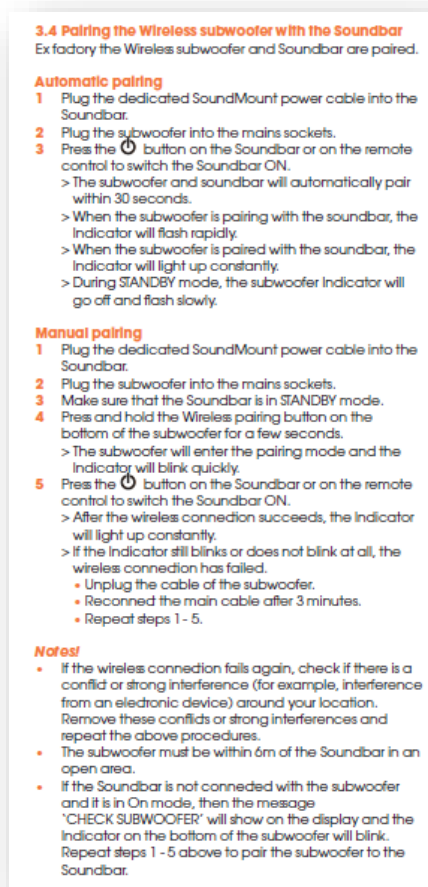 3.4 Pairing the Wireless subwoofer with the Soundbar
Ex factory the Wireless subwoofer and Soundbar are paired.
Automatic pairing
1 Plug the dedicated SoundMount power cable into the
Soundbar.
2 Plug the subwoofer into the mains sockets.
3 Press the button on the Soundbar or on the remote
control to switch the Soundbar ON.
> The subwoofer and soundbar will automatically pair
within 30 seconds.
> When the subwoofer is pairing with the soundbar, the
Indicator will flash rapidly.
> When the subwoofer is paired with the soundbar, the
Indicator will light up constantly.
> During STANDBY mode, the subwoofer Indicator will
go off and flash slowly.
Manual pairing
1 Plug the dedicated SoundMount power cable into the
Soundbar.
2 Plug the subwoofer into the mains sockets.
3 Make sure that the Soundbar is in STANDBY mode.
4 Press and hold the Wireless pairing button on the
bottom of the subwoofer for a few seconds.
> The subwoofer will enter the pairing mode and the
Indicator will blink quickly.
5 Press the button on the Soundbar or on the remote
control to switch the Soundbar ON.
> After the wireless connection succeeds, the Indicator
will light up constantly.
> If the Indicator still blinks or does not blink at all, the
wireless connection has failed.
• Unplug the cable of the subwoofer.
• Reconnect the main cable after 3 minutes.
• Repeat steps 1 - 5.
Notes!
• If the wireless connection fails again, check if there is a
conflict or strong interference (for example, interference
from an electronic device) around your location.
Remove these conflicts or strong interferences and
repeat the above procedures.
• The subwoofer must be within 6m of the Soundbar in an
open area.
• If the Soundbar is not connected with the subwoofer
and it is in On mode, then the message
'CHECK SUBWOOFER' will show on the display and the
Indicator on the bottom of the subwoofer will blink.
Repeat steps 1 - 5 above to pair the subwoofer to the
Soundbar.